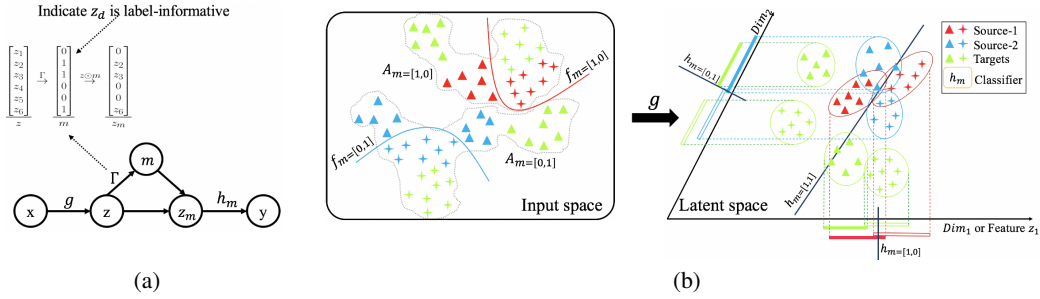 Indicate z_d is label-informative
z_1 0 0
z_2 1 z_2
z_3 Γ 1 z⊙m z_3
z_4 → 0 → 0
z_5 0 0
z_6 1 z_6
z m z_m
m
Γ
x g z z_m h_m y
(a)
A_{m=[1,0]}
f_{m=[1,0]}
f_{m=[0,1]}
A_{m=[0,1]}
Input space
g
Dim_2
h_{m=[0,1]}
Source-1
Source-2
Targets
h_m Classifier
h_{m=[1,1]}
Latent space
Dim_1 or Feature z_1
h_{m=[1,0]}
(b)